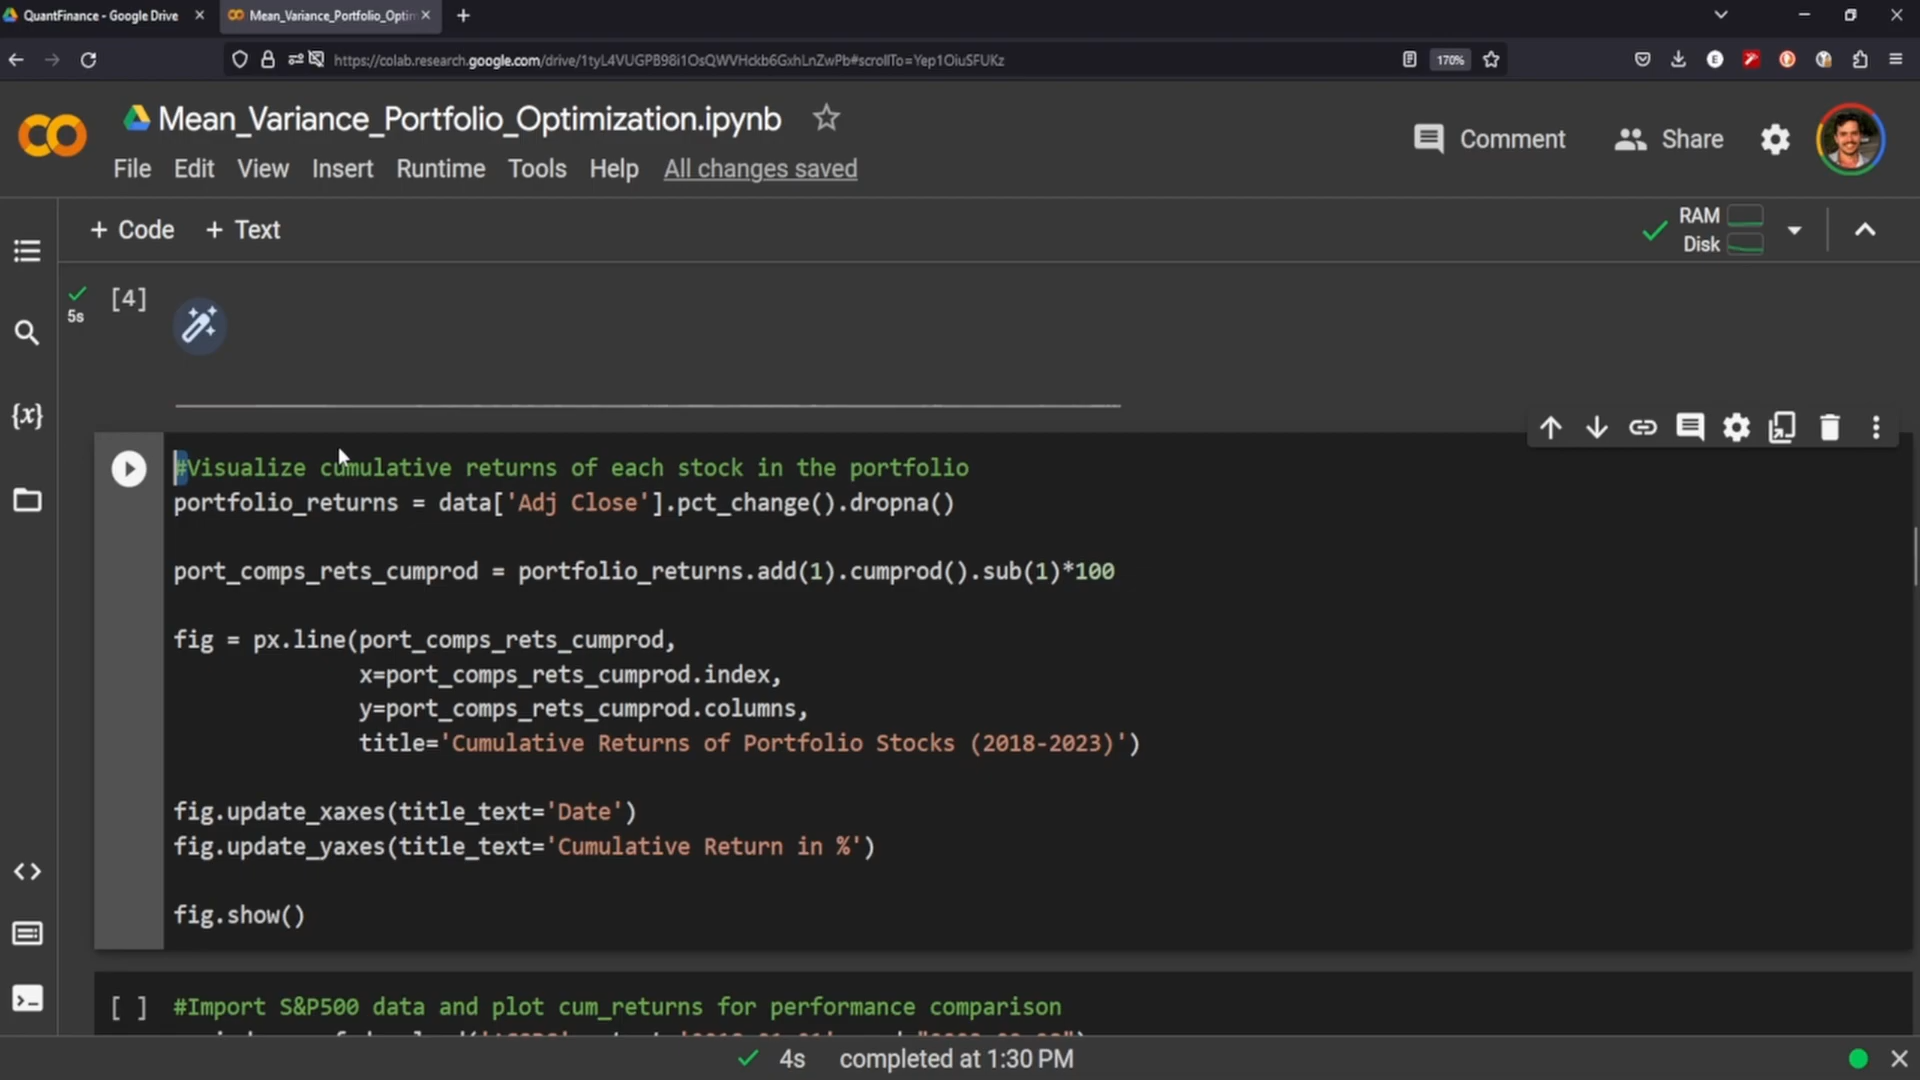 QuantFinance - Google Drive
Mean_Variance_Portfolio_Optim
https://colab.research.google.com/drive/1tyL4VUGPB98i1OsQWVHckb6GxhLnZwPb#scrollTo=Yep1OiuSFUKz
170%
Mean_Variance_Portfolio_Optimization.ipynb
Comment
Share
File Edit View Insert Runtime Tools Help All changes saved
+ Code + Text
RAM
Disk
[4]
5s
{x}
#Visualize cumulative returns of each stock in the portfolio
portfolio_returns = data['Adj Close'].pct_change().dropna()
port_comps_rets_cumprod = portfolio_returns.add(1).cumprod().sub(1)*100
fig = px.line(port_comps_rets_cumprod,
x=port_comps_rets_cumprod.index,
y=port_comps_rets_cumprod.columns,
title='Cumulative Returns of Portfolio Stocks (2018-2023)')
fig.update_xaxes(title_text='Date')
fig.update_yaxes(title_text='Cumulative Return in %')
fig.show()
[ ] #Import S&P500 data and plot cum_returns for performance comparison
4s completed at 1:30 PM